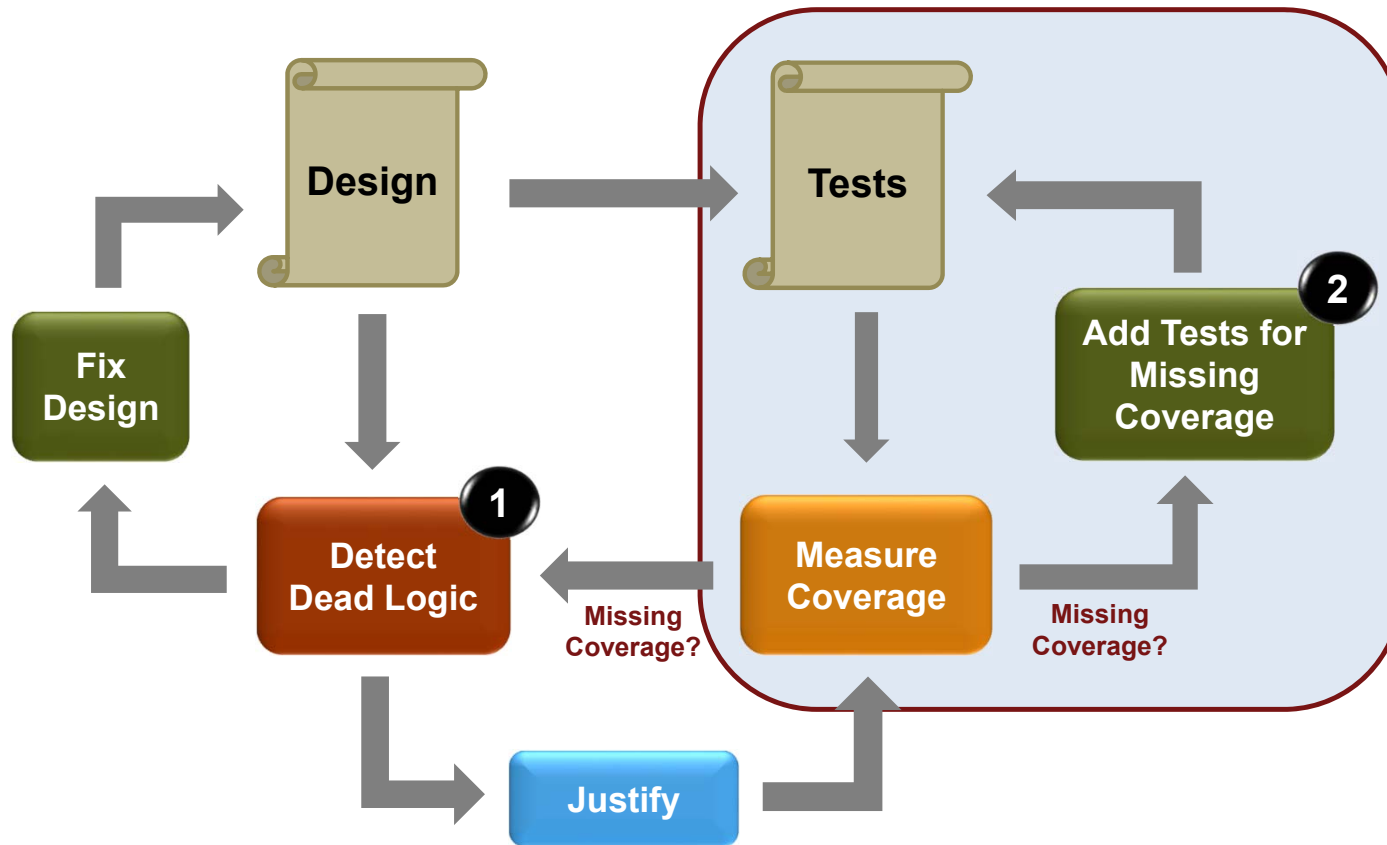 Design
Tests
2
Add Tests for
Missing
Coverage
Fix
Design
1
Detect
Dead Logic
Missing
Coverage?
Measure
Coverage
Missing
Coverage?
Justify